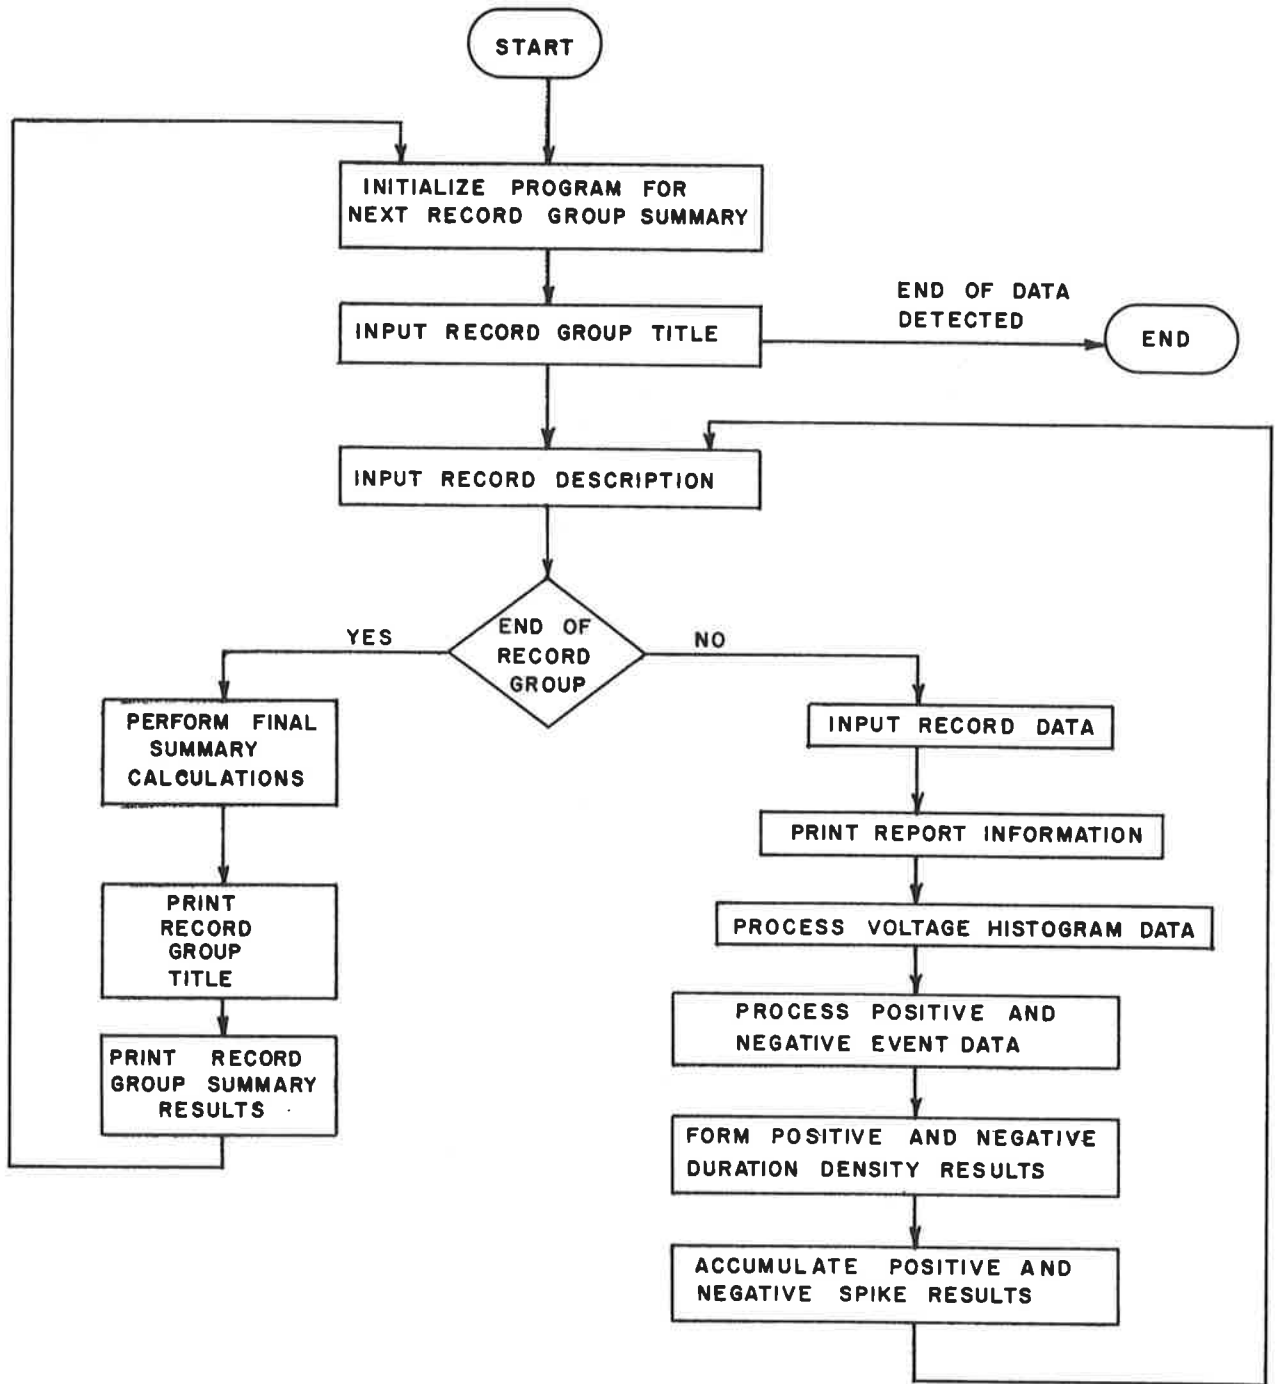 START
INITIALIZE PROGRAM FOR
NEXT RECORD GROUP SUMMARY
INPUT RECORD GROUP TITLE
END OF DATA
DETECTED
END
INPUT RECORD DESCRIPTION
END OF
RECORD
GROUP
YES
NO
PERFORM FINAL
SUMMARY
CALCULATIONS
PRINT
RECORD
GROUP
TITLE
PRINT RECORD
GROUP SUMMARY
RESULTS
INPUT RECORD DATA
PRINT REPORT INFORMATION
PROCESS VOLTAGE HISTOGRAM DATA
PROCESS POSITIVE AND
NEGATIVE EVENT DATA
FORM POSITIVE AND NEGATIVE
DURATION DENSITY RESULTS
ACCUMULATE POSITIVE AND
NEGATIVE SPIKE RESULTS